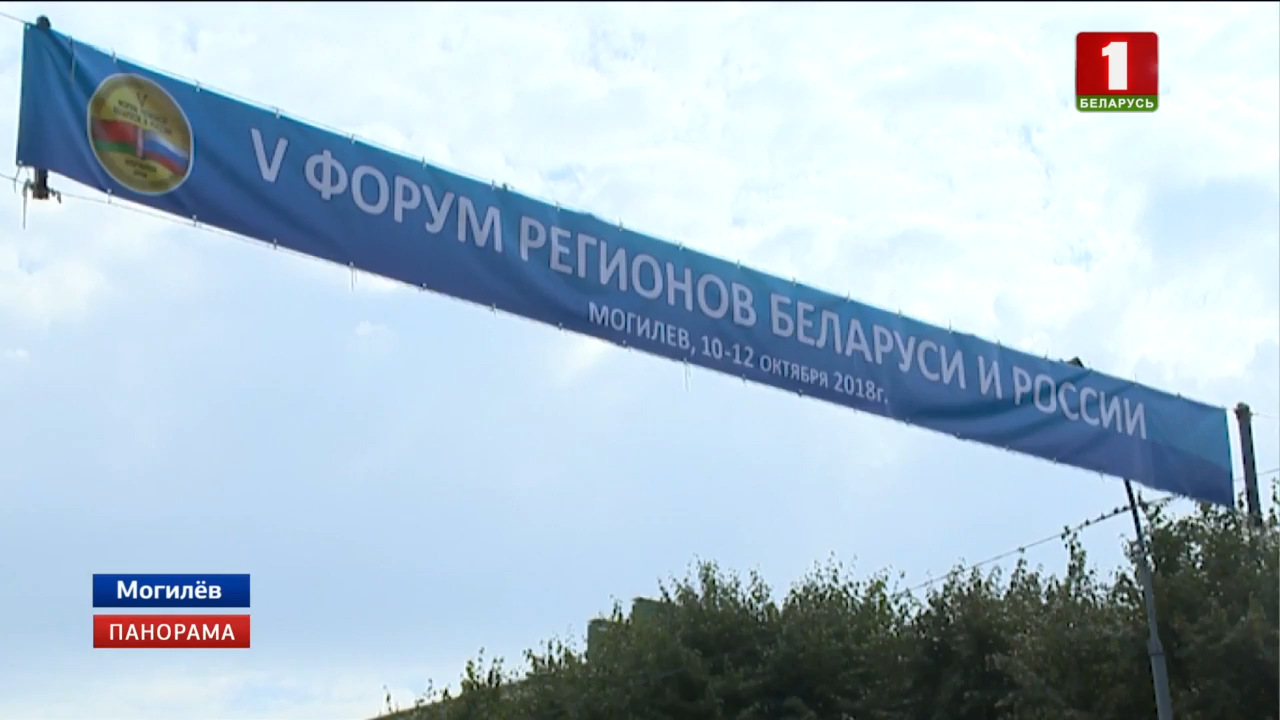 1
БЕЛАРУСЬ
V ФОРУМ РЕГИОНОВ БЕЛАРУСИ И РОССИИ
МОГИЛЕВ, 10-12 ОКТЯБРЯ 2018г.
Могилёв
ПАНОРАМА